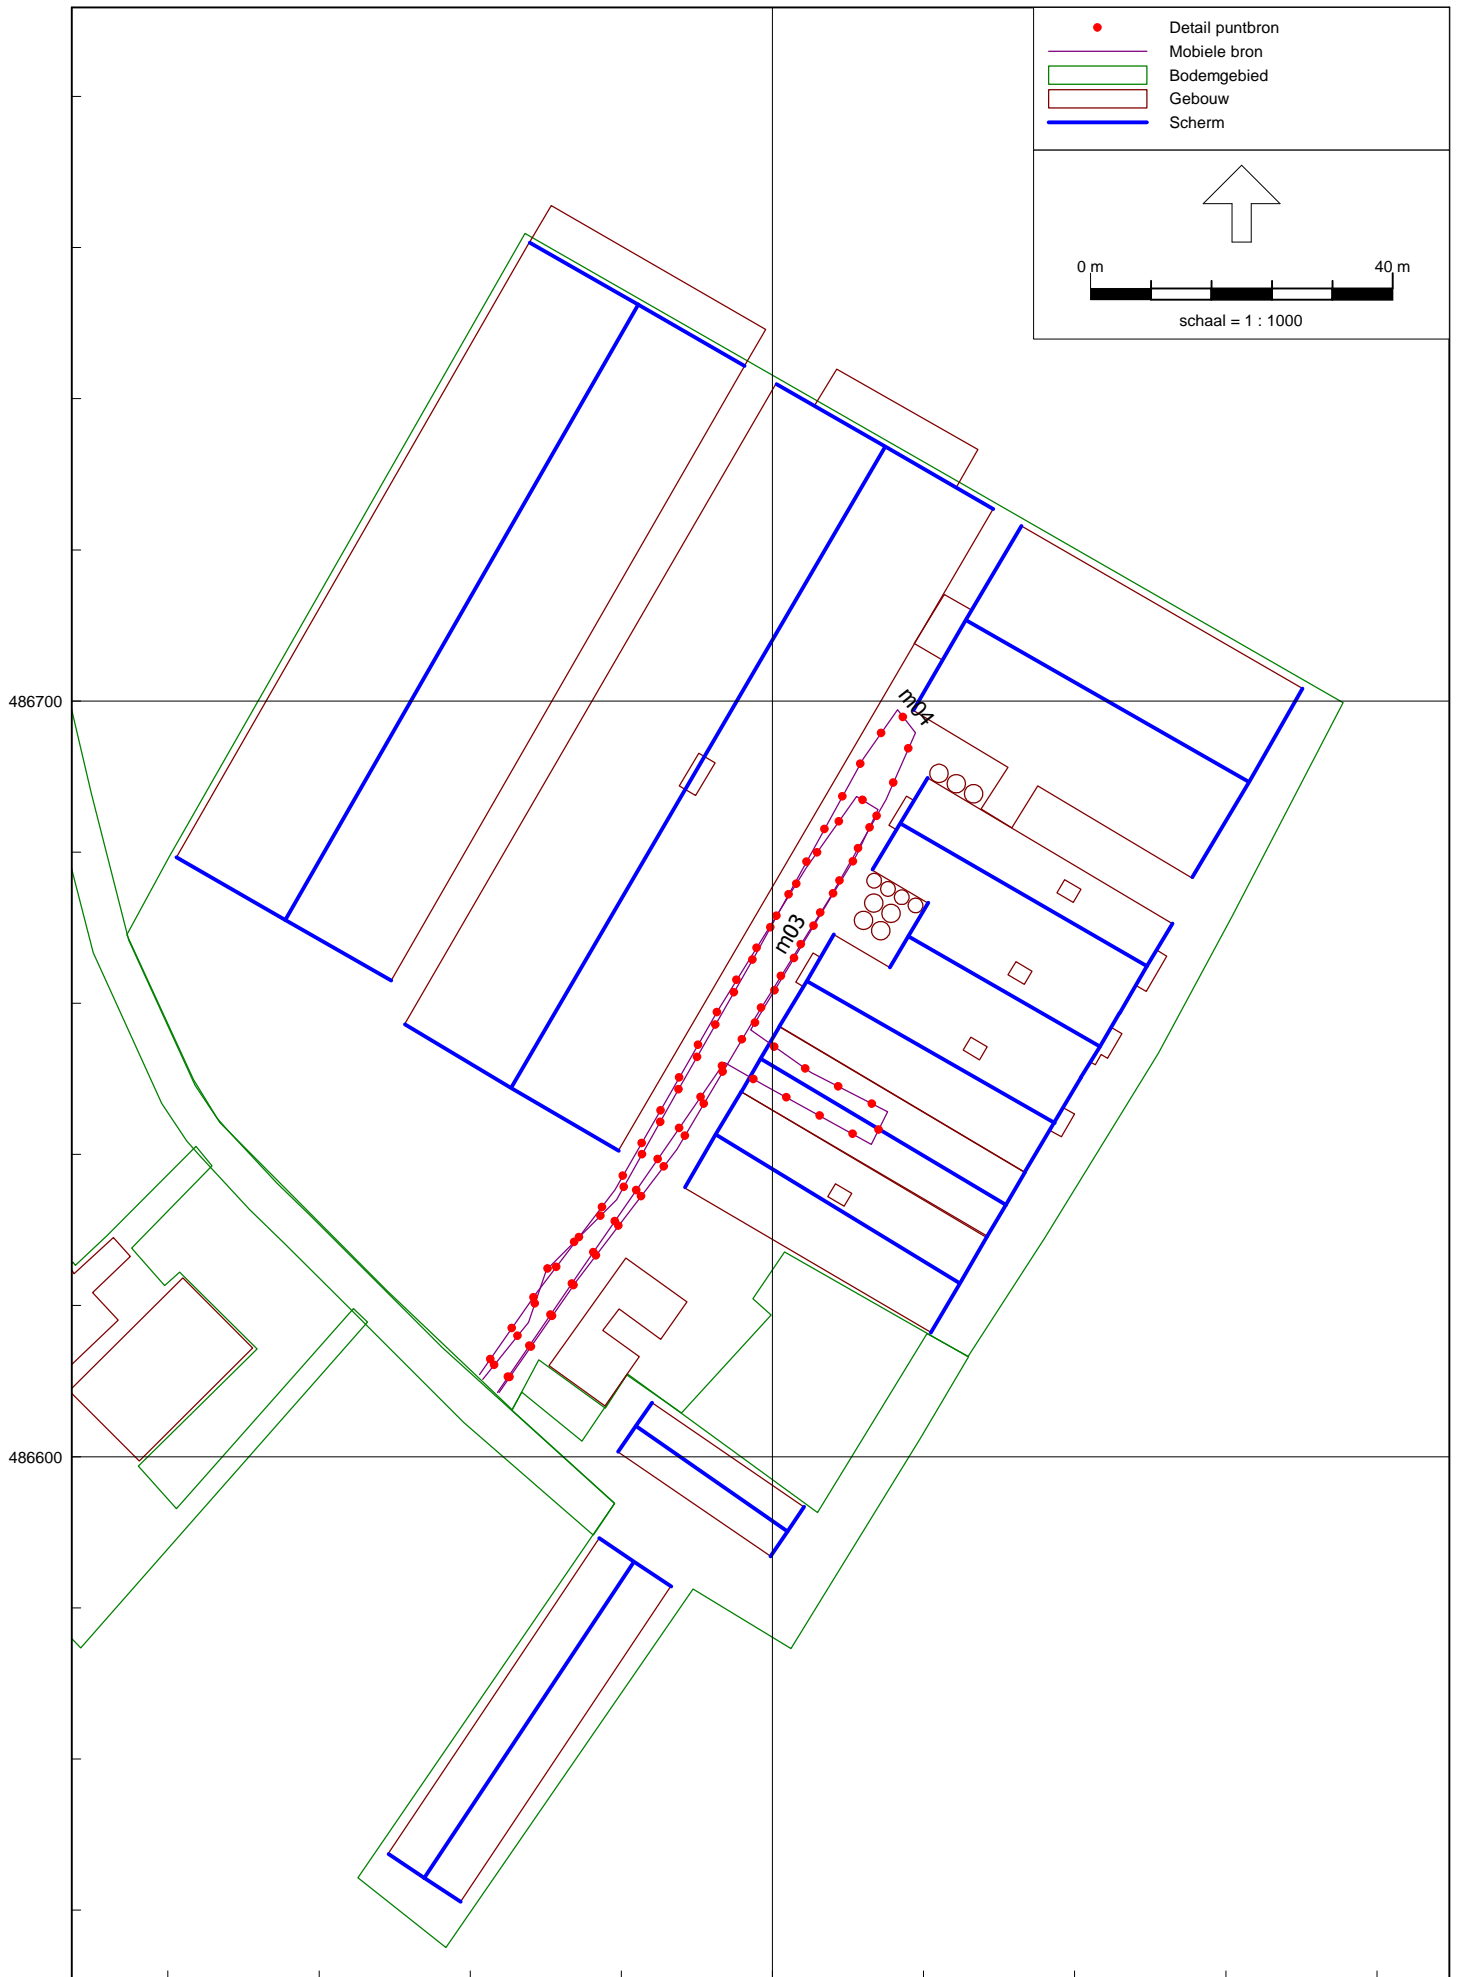 Detail puntbron
Mobiele bron
Bodemgebied
Gebouw
Scherm
0 m 40 m
schaal = 1 : 1000
486700
m04
m03
486600